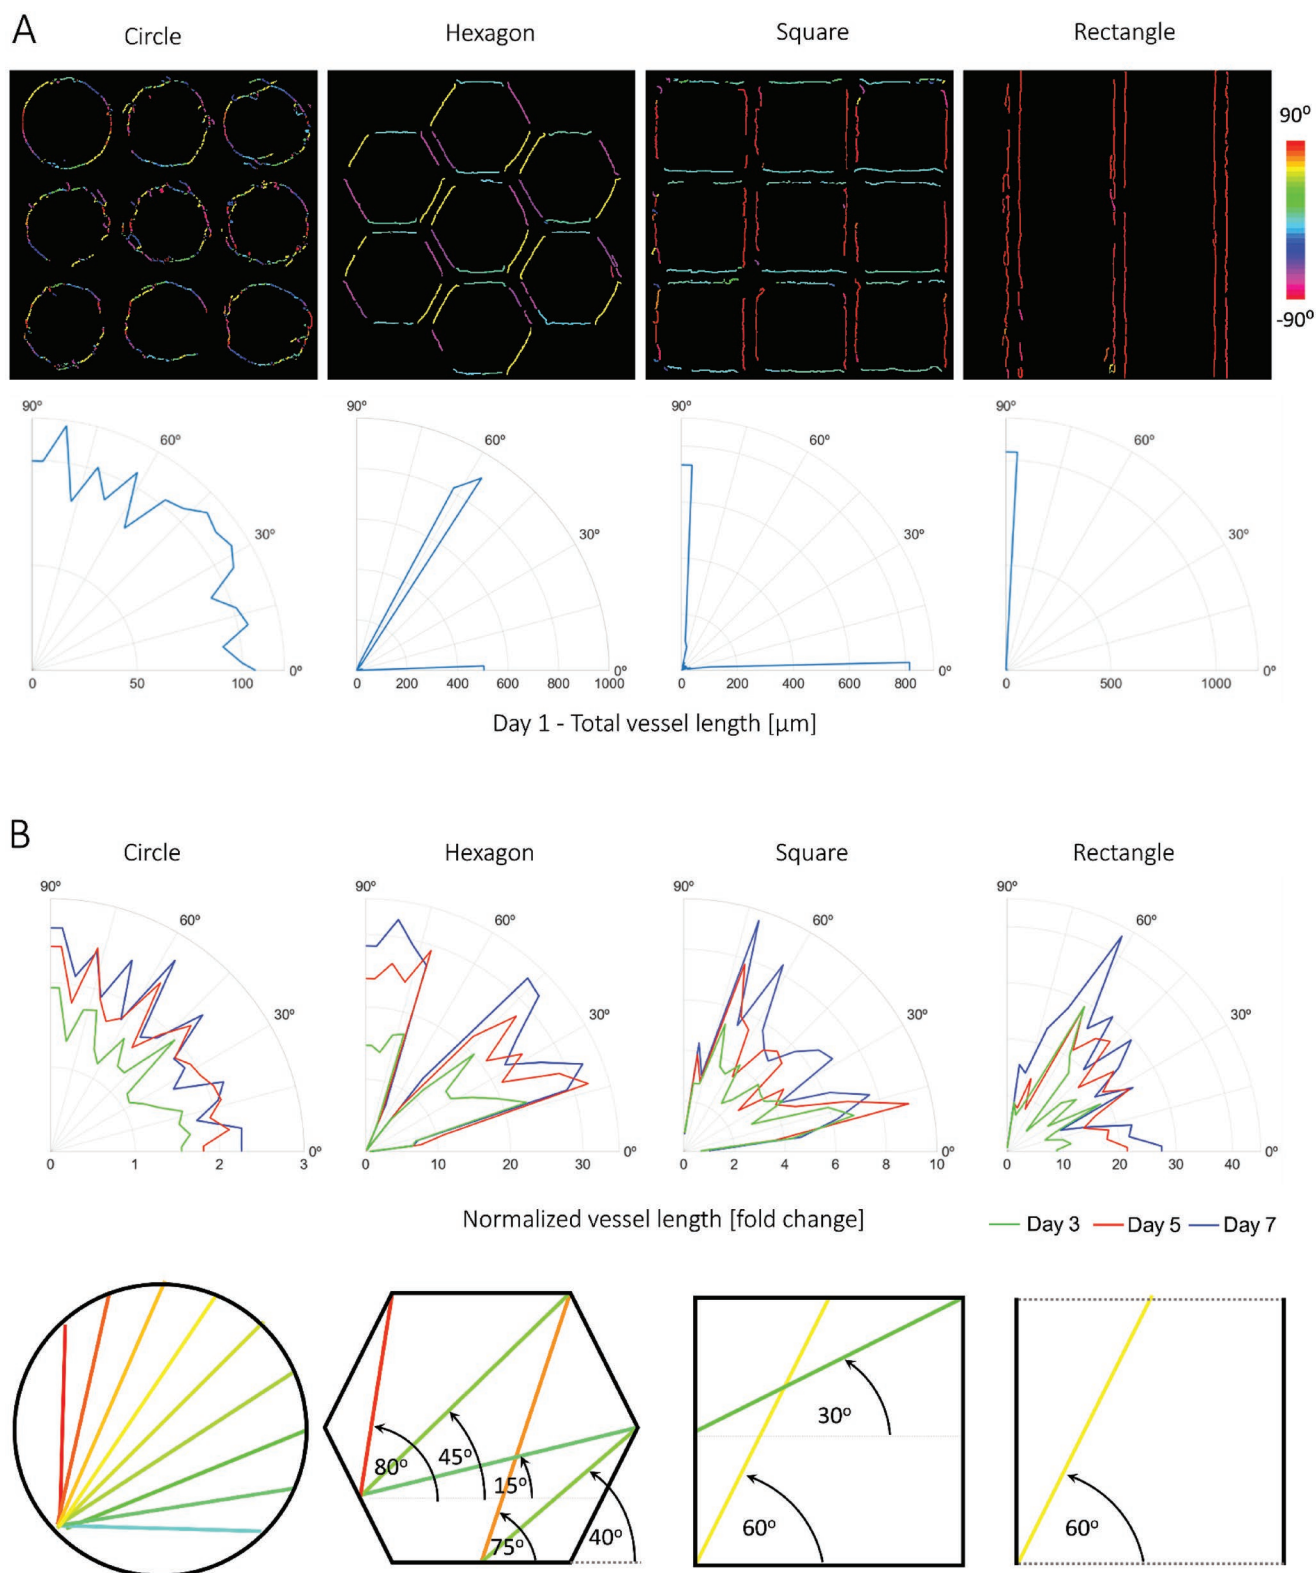 A
Circle Hexagon Square Rectangle
90º
-90º
90º 60º 30º 0º
0 50 100
90º 60º 30º 0º
0 200 400 600 800 1000
90º 60º 30º 0º
0 200 400 600 800
90º 60º 30º 0º
0 500 1000
Day 1 - Total vessel length [µm]
B
Circle Hexagon Square Rectangle
90º 60º 30º 0º
0 1 2 3
90º 60º 30º 0º
0 10 20 30
90º 60º 30º 0º
0 2 4 6 8 10
90º 60º 30º 0º
0 10 20 30 40
Normalized vessel length [fold change]
Day 3 Day 5 Day 7
80º 45º 15º 75º 40º
30º
60º
60º